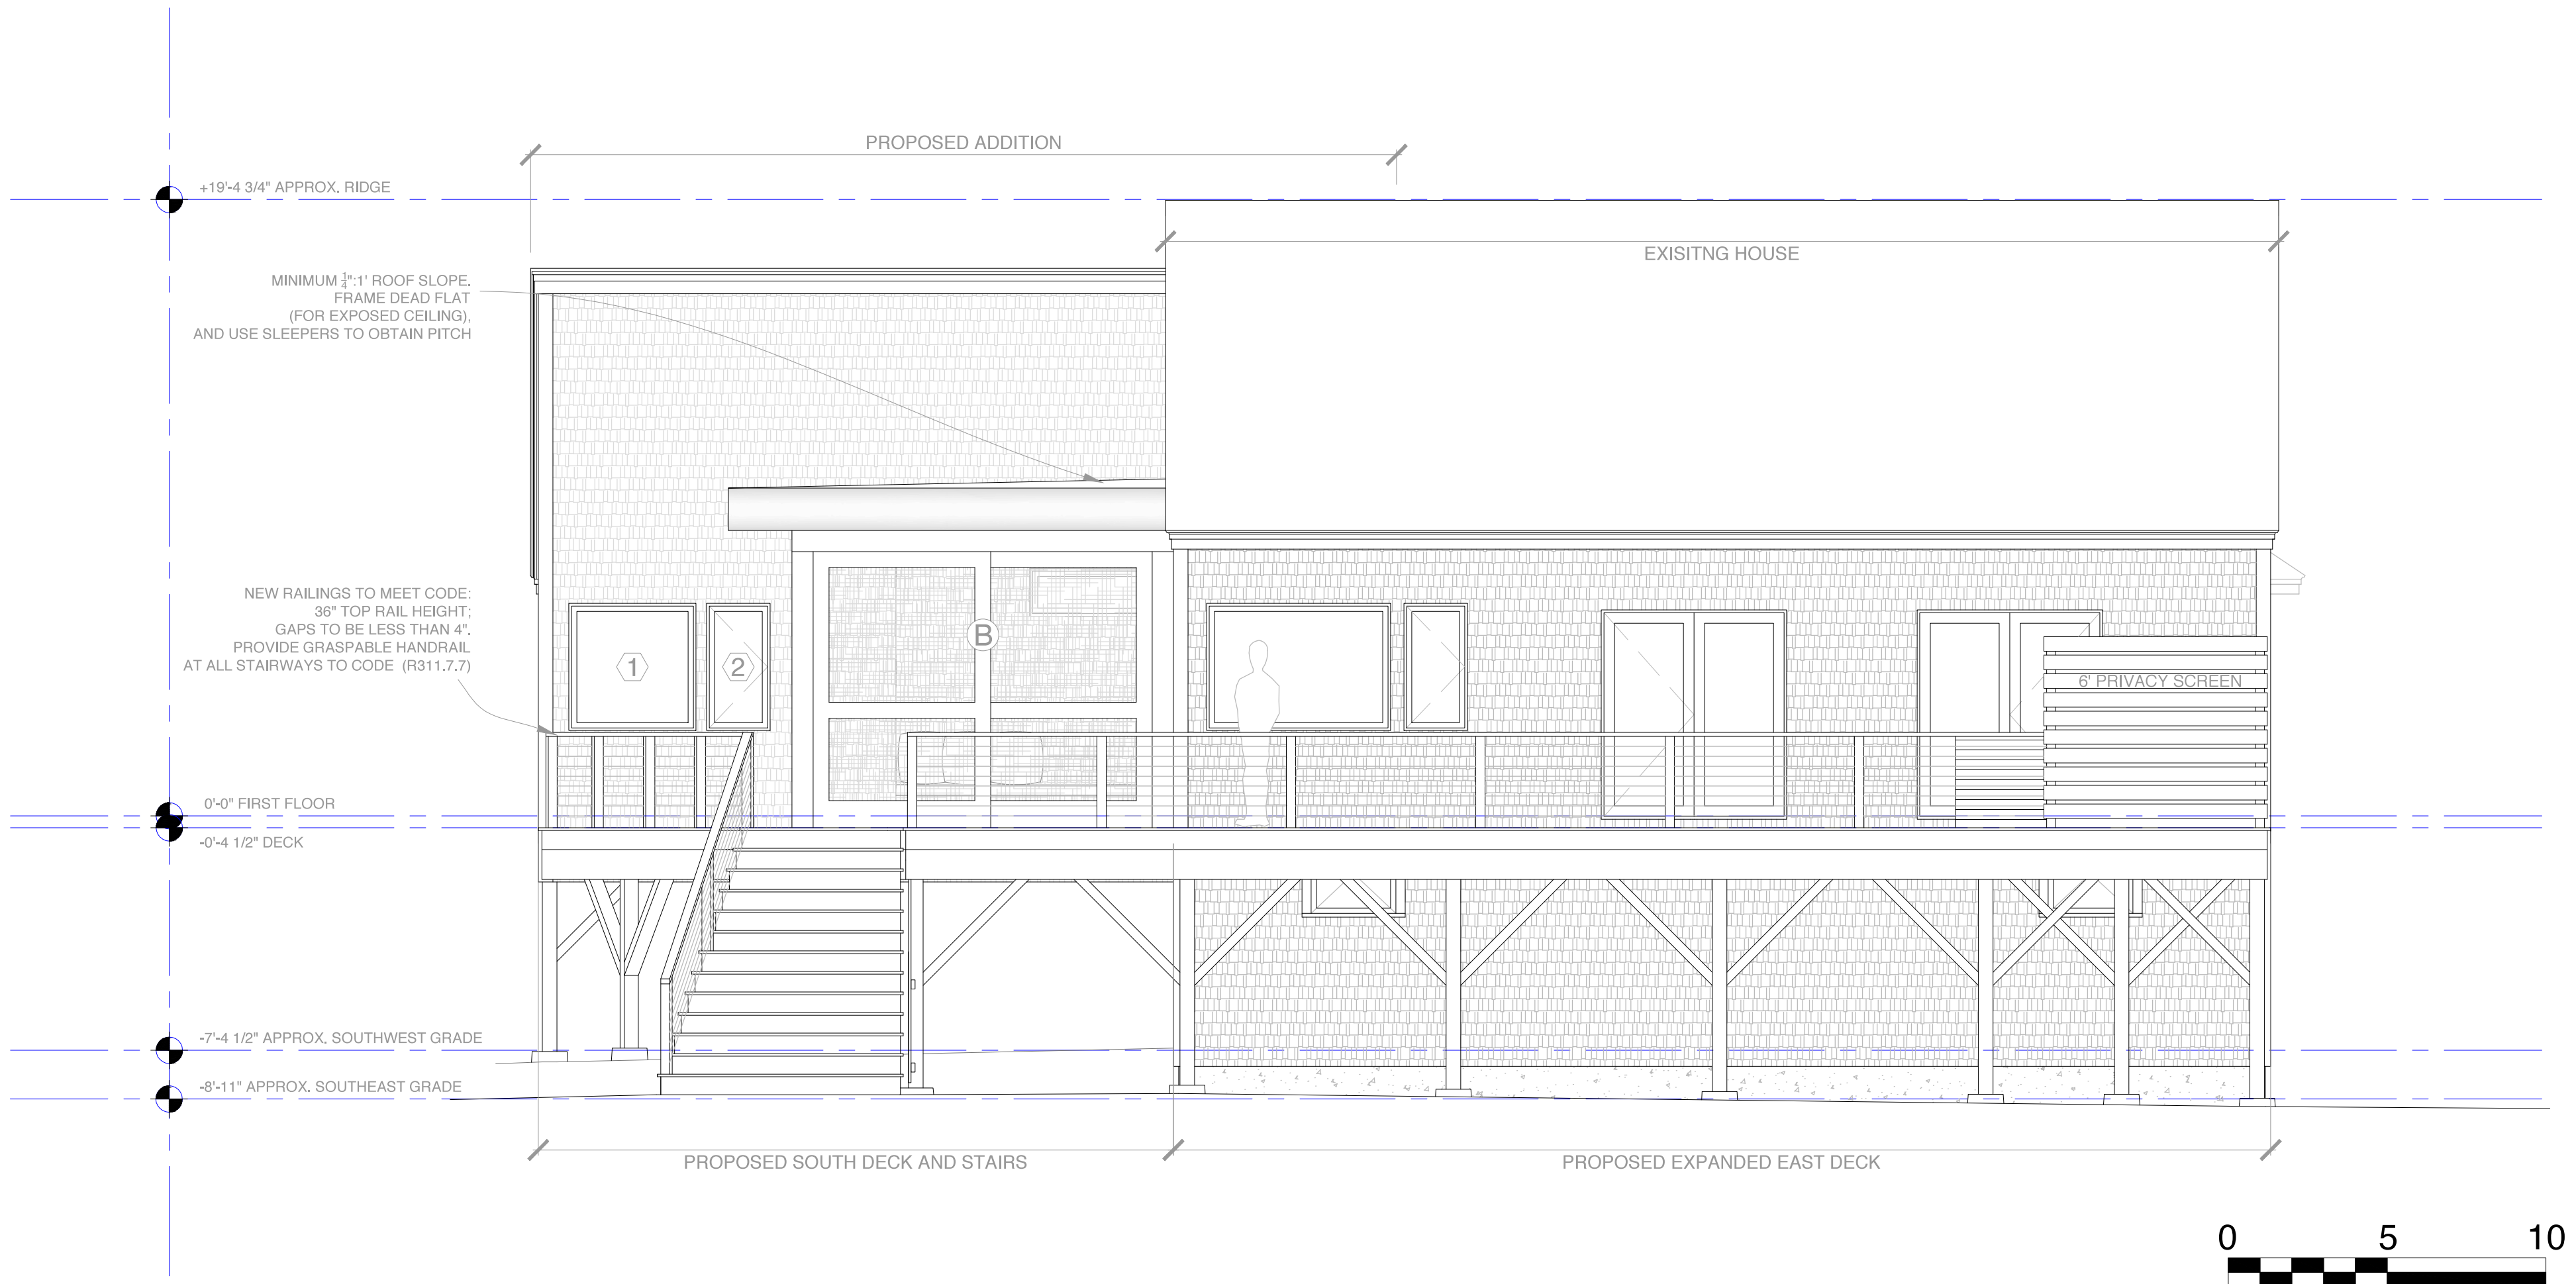 PROPOSED ADDITION
+19'-4 3/4" APPROX. RIDGE
EXISITNG HOUSE
MINIMUM 1/4":1' ROOF SLOPE.
FRAME DEAD FLAT
(FOR EXPOSED CEILING),
AND USE SLEEPERS TO OBTAIN PITCH
NEW RAILINGS TO MEET CODE:
36" TOP RAIL HEIGHT;
GAPS TO BE LESS THAN 4".
PROVIDE GRASPABLE HANDRAIL
AT ALL STAIRWAYS TO CODE (R311.7.7)
B
1
2
6' PRIVACY SCREEN
0'-0" FIRST FLOOR
-0'-4 1/2" DECK
-7'-4 1/2" APPROX. SOUTHWEST GRADE
-8'-11" APPROX. SOUTHEAST GRADE
PROPOSED SOUTH DECK AND STAIRS
PROPOSED EXPANDED EAST DECK
0 5 10